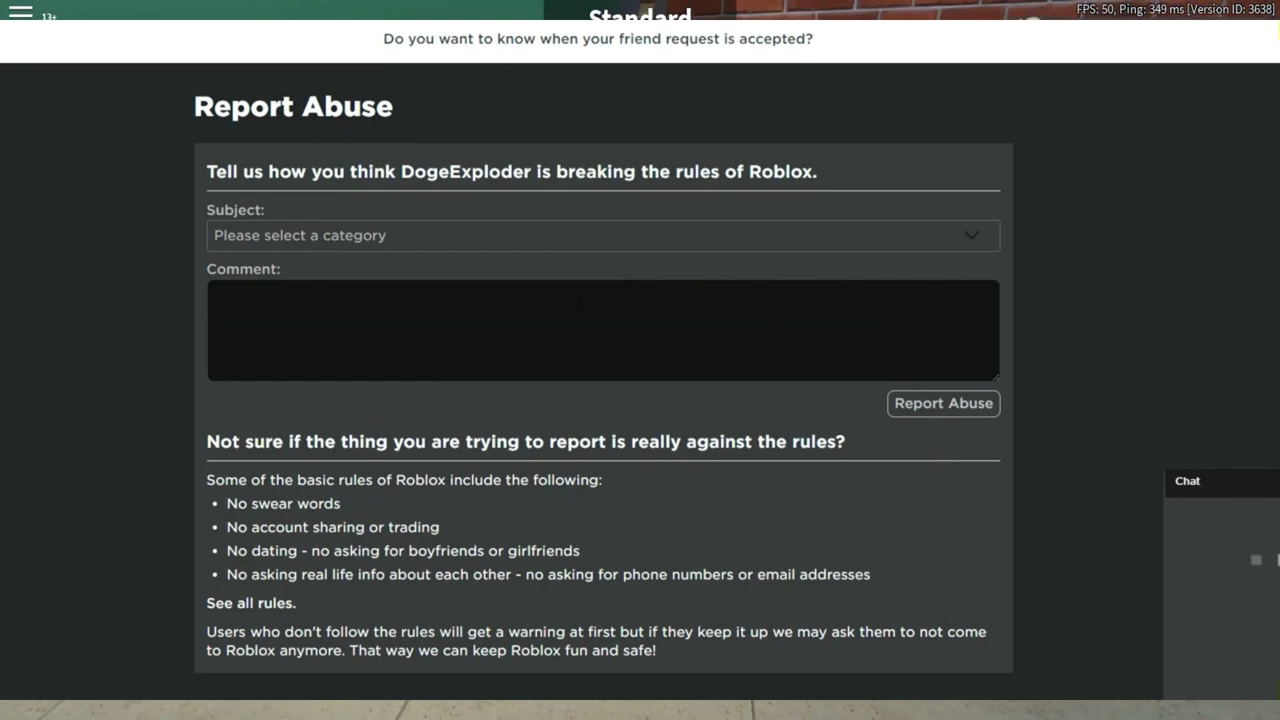 13+
Standard
FPS: 50, Ping: 349 ms [Version ID: 3638]
Do you want to know when your friend request is accepted?
Report Abuse
Tell us how you think DogeExploder is breaking the rules of Roblox.
Subject:
Please select a category
Comment:
Report Abuse
Not sure if the thing you are trying to report is really against the rules?
Some of the basic rules of Roblox include the following:
• No swear words
• No account sharing or trading
• No dating - no asking for boyfriends or girlfriends
• No asking real life info about each other - no asking for phone numbers or email addresses
See all rules.
Users who don't follow the rules will get a warning at first but if they keep it up we may ask them to not come
to Roblox anymore. That way we can keep Roblox fun and safe!
Chat